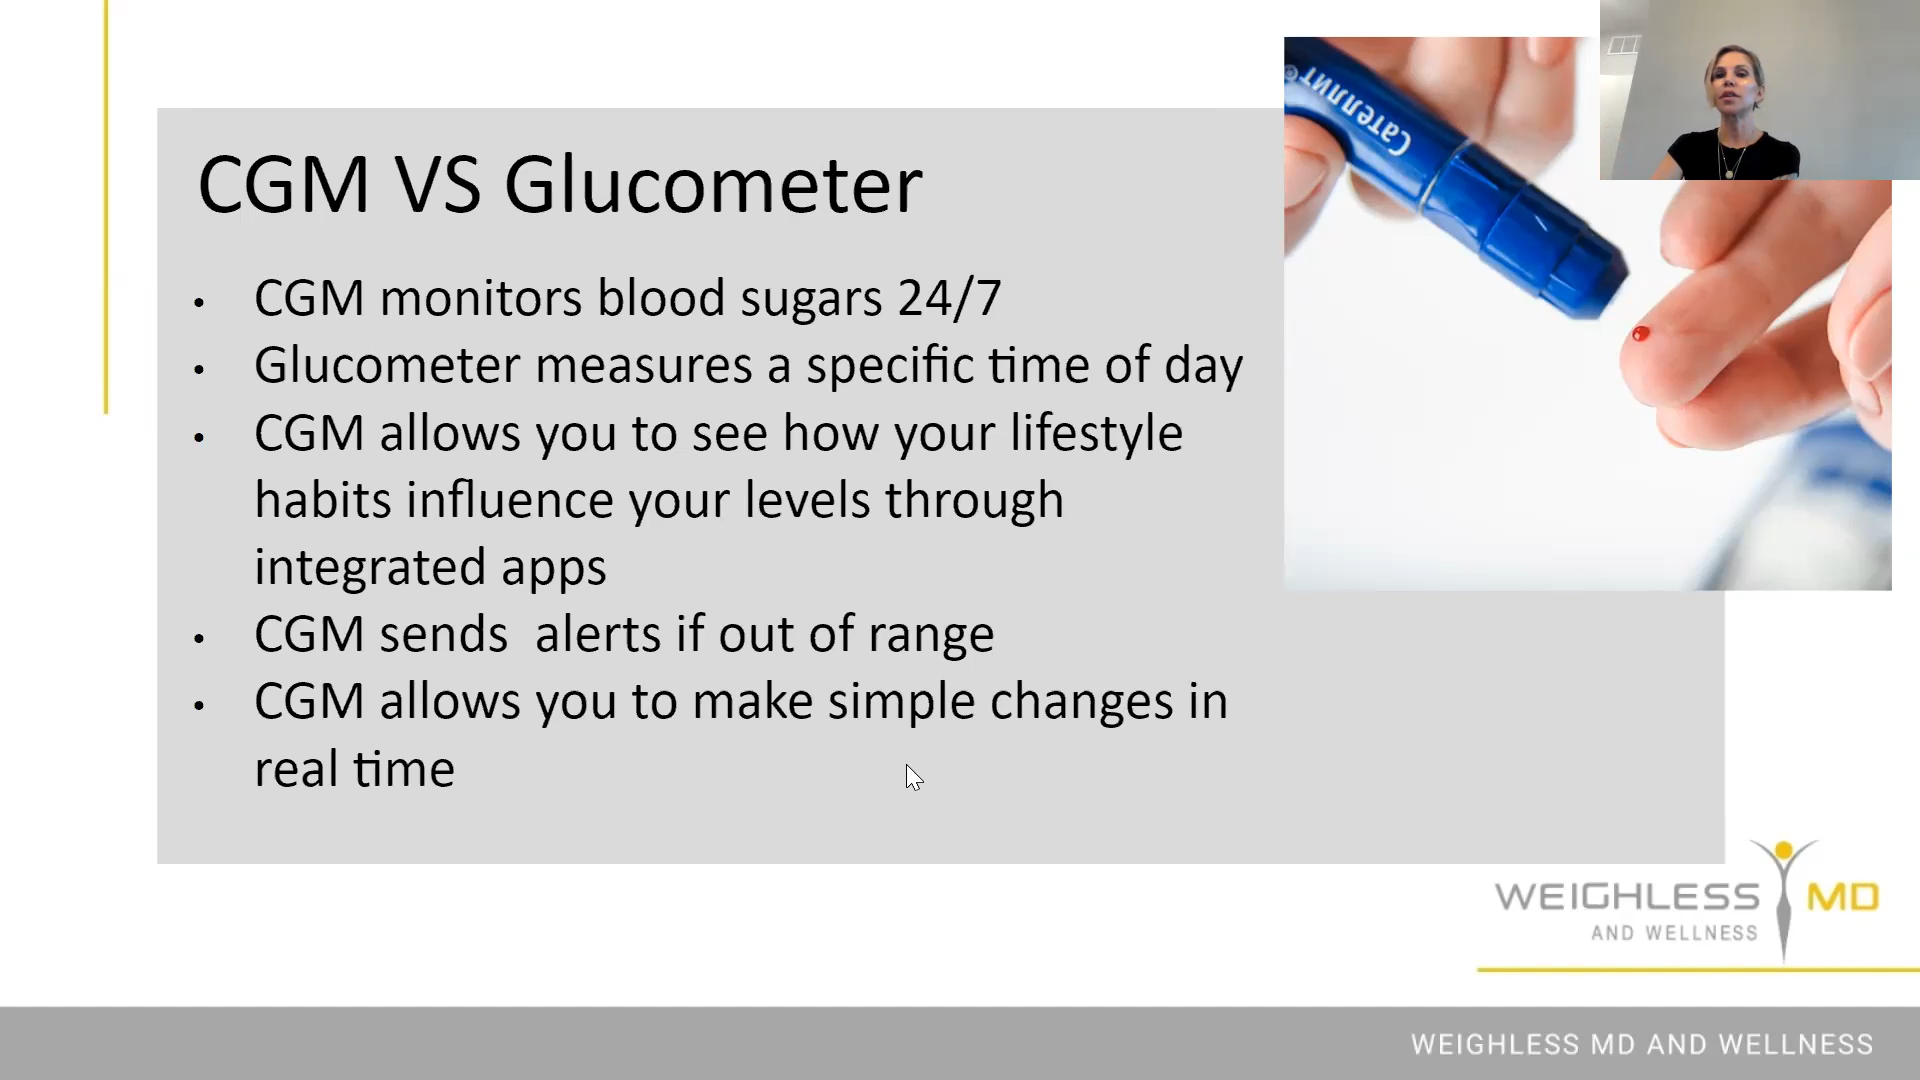 CGM VS Glucometer
• CGM monitors blood sugars 24/7
• Glucometer measures a specific time of day
• CGM allows you to see how your lifestyle
habits influence your levels through
integrated apps
• CGM sends  alerts if out of range
• CGM allows you to make simple changes in
real time
Сателлит®
WEIGHLESS MD
AND WELLNESS
WEIGHLESS MD AND WELLNESS